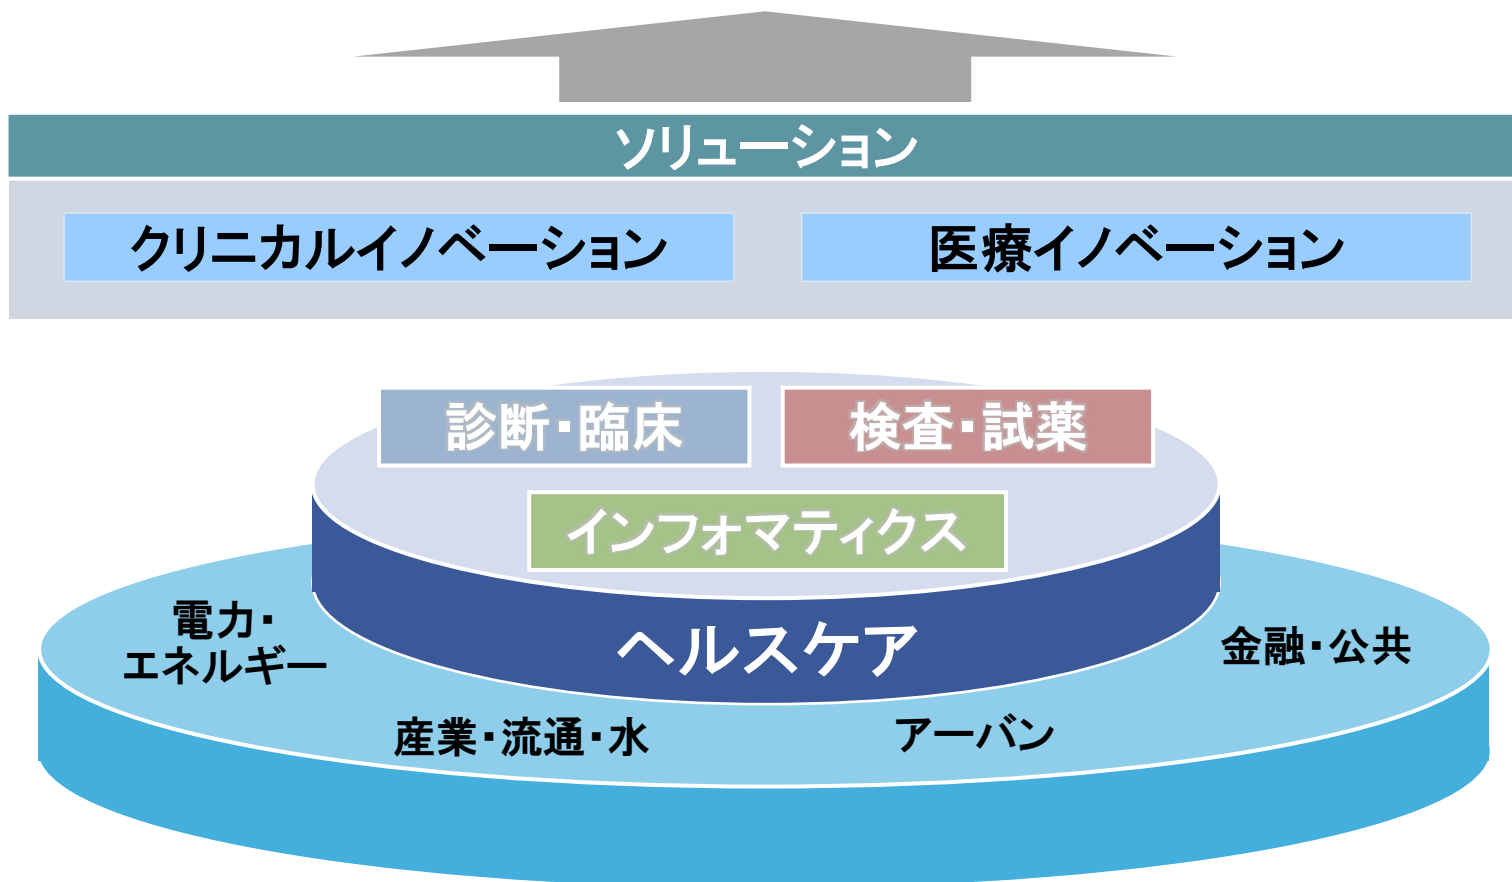 ソリューション
クリニカルイノベーション
医療イノベーション
診断・臨床
検査・試薬
インフォマティクス
ヘルスケア
電力・
エネルギー
産業・流通・水
アーバン
金融・公共